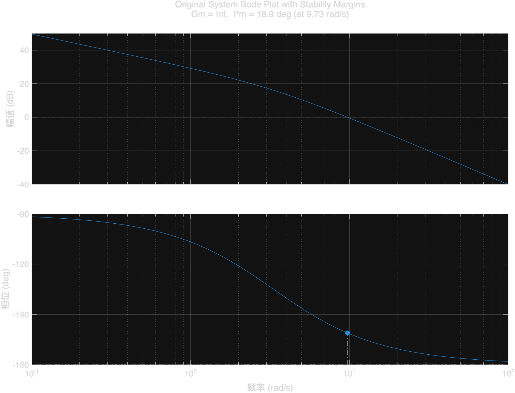 Original System Bode Plot with Stability Margins
Gm = Inf, Pm = 18.9 deg (at 9.73 rad/s)
幅值 (dB)
40
20
0
-20
-40
相位 (deg)
-90
-120
-150
-180
10⁻¹
10⁰
10¹
10²
频率 (rad/s)